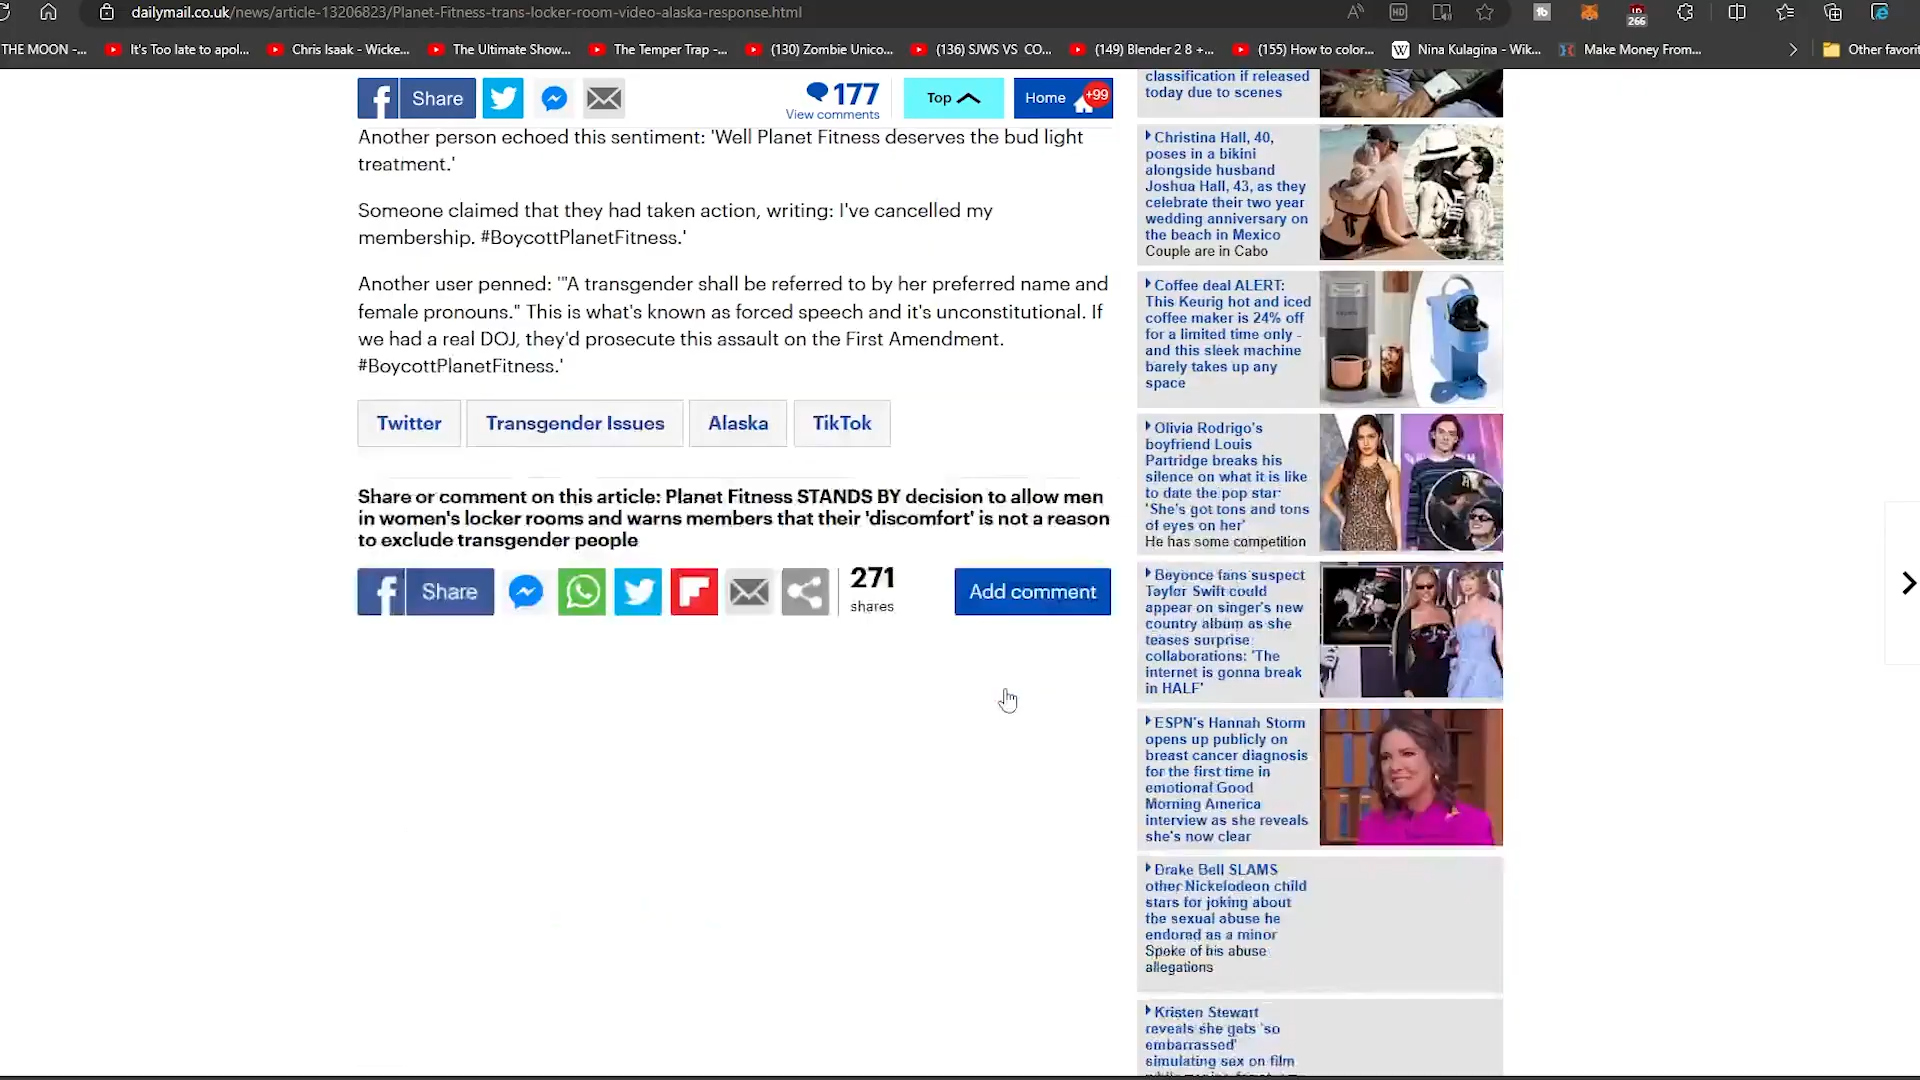 dailymail.co.uk/news/article-13206823/Planet-Fitness-trans-locker-room-video-alaska-response.html
HD
266
THE MOON -...
It's Too late to apol...
Chris Isaak - Wicke...
The Ultimate Show...
The Temper Trap -...
(130) Zombie Unico...
(136) SJWS VS CO...
(149) Blender 2 8 +...
(155) How to color...
Nina Kulagina - Wik...
Make Money From...
Other favorit
Share
177
View comments
Top
Home
+99
Another person echoed this sentiment: 'Well Planet Fitness deserves the bud light
treatment.'
Someone claimed that they had taken action, writing: I've cancelled my
membership. #BoycottPlanetFitness.'
Another user penned: '"A transgender shall be referred to by her preferred name and
female pronouns." This is what's known as forced speech and it's unconstitutional. If
we had a real DOJ, they'd prosecute this assault on the First Amendment.
#BoycottPlanetFitness.'
Twitter
Transgender Issues
Alaska
TikTok
Share or comment on this article: Planet Fitness STANDS BY decision to allow men
in women's locker rooms and warns members that their 'discomfort' is not a reason
to exclude transgender people
Share
271
shares
Add comment
classification if released
today due to scenes
Christina Hall, 40,
poses in a bikini
alongside husband
Joshua Hall, 43, as they
celebrate their two year
wedding anniversary on
the beach in Mexico
Couple are in Cabo
Coffee deal ALERT:
This Keurig hot and iced
coffee maker is 24% off
for a limited time only -
and this sleek machine
barely takes up any
space
Olivia Rodrigo's
boyfriend Louis
Partridge breaks his
silence on what it is like
to date the pop star:
'She's got tons and tons
of eyes on her'
He has some competition
Beyonce fans suspect
Taylor Swift could
appear on singer's new
country album as she
teases surprise
collaborations: 'The
internet is gonna break
in HALF'
ESPN's Hannah Storm
opens up publicly on
breast cancer diagnosis
for the first time in
emotional Good
Morning America
interview as she reveals
she's now clear
Drake Bell SLAMS
other Nickelodeon child
stars for joking about
the sexual abuse he
endured as a minor
Spoke of his abuse
allegations
Kristen Stewart
reveals she gets 'so
embarrassed'
simulating sex on film